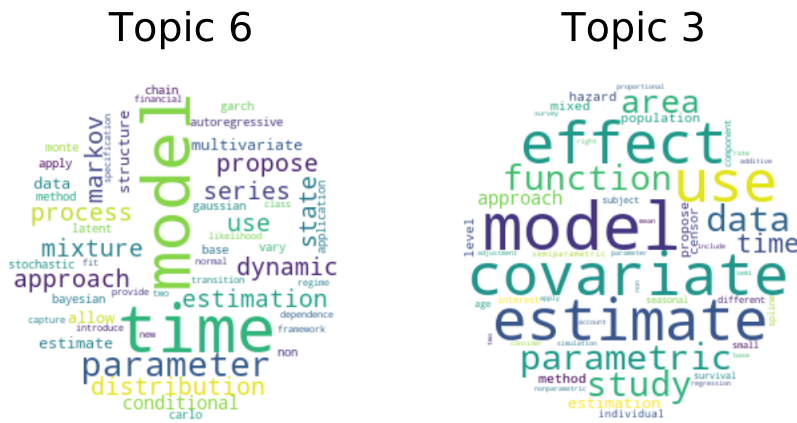 Topic 6
chain
financial
garch
autoregressive
markov
specification
structure
model
multivariate
monte
apply
propose
data
method
series
state
application
gaussian
class
process
use
latent
likelihood
mixture
base
vary
stochastic
fit
normal
dynamic
approach
transition
regime
bayesian
provide
two
estimation
capture
allow
time
dependence
introduce
new
framework
estimate
non
parameter
distribution
conditional
carlo
Topic 3
proportional
hazard
mixed
area
survey
population
effect
right
component
rate
additive
function
use
approach
subject
model
mean
propose
censor
data
level
time
include
adjustment
semiparametric
parameter
covariate
semi
non
age
interest
apply
seasonal
different
spline
estimate
account
two
consider
simulation
small
parametric
base
method
study
survival
regression
nonparametric
estimation
individual